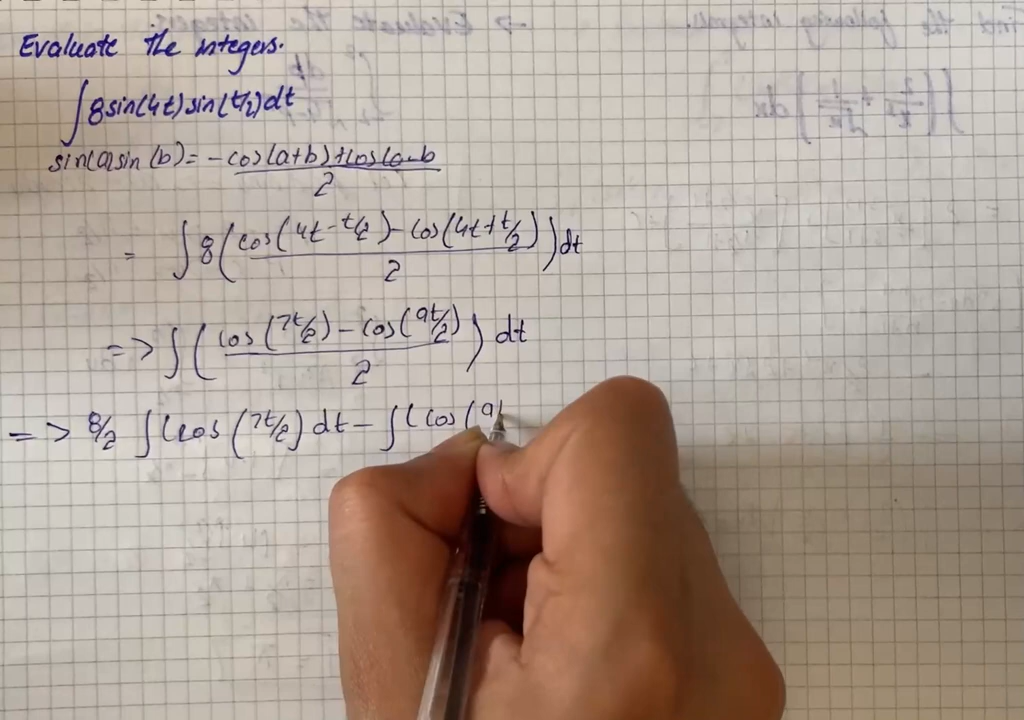 Evaluate the integers.
∫8sin(4t)sin(t/2)dt
sin(a)sin(b)= -cos(a+b)+cos(a-b
2
= ∫8(cos(4t-t/2)-cos(4t+t/2))dt
2
=> ∫(cos(7t/2)-cos(9t/2)) dt
2
=> 8/2 ∫(cos(7t/2)dt-∫(cos(9t